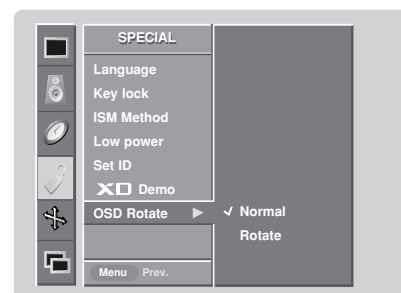 SPECIAL
Language
Key lock
ISM Method
Low power
Set ID
XD Demo
OSD Rotate ► ✓ Normal
Rotate
Menu Prev.